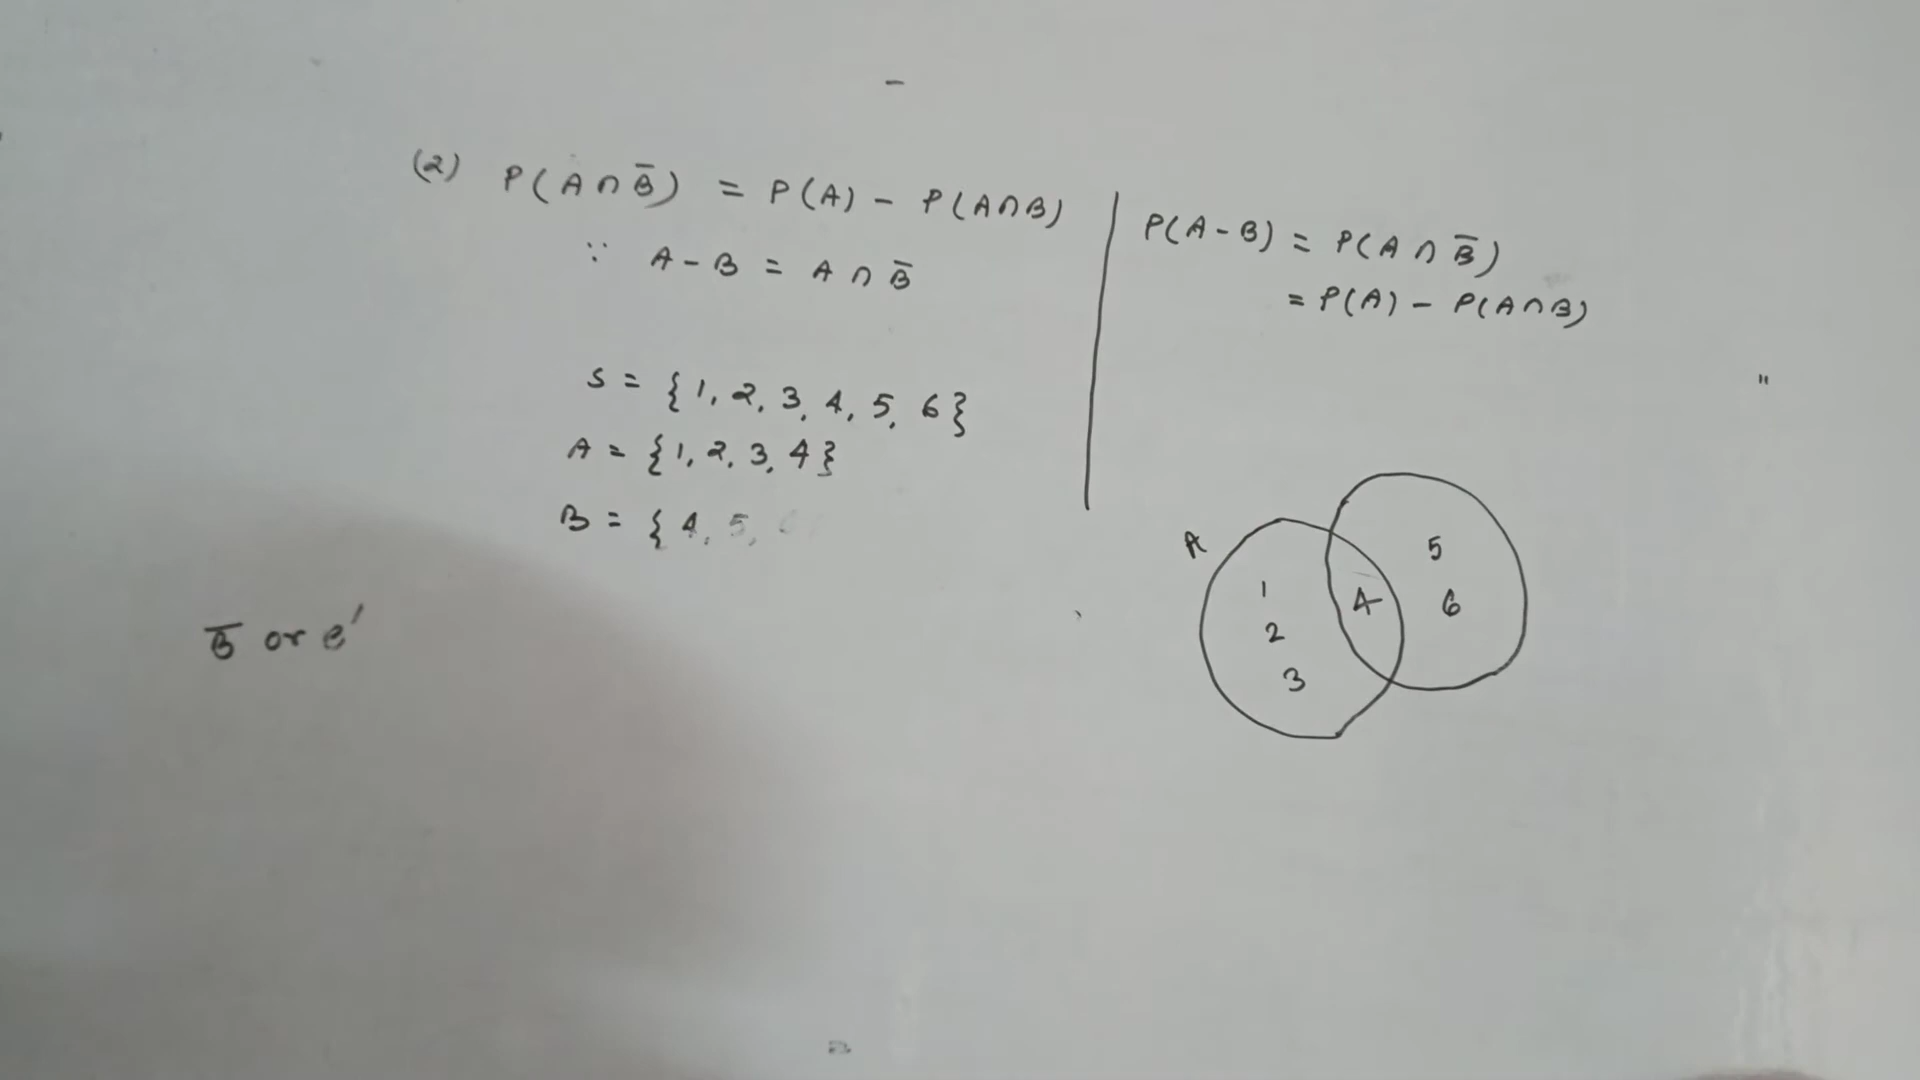 (2) P(A∩B̅) = P(A) - P(A∩B)
∵ A-B = A∩B̅
S = {1, 2, 3, 4, 5, 6}
A = {1, 2, 3, 4}
B = {4, 5,
B̅ or B'
P(A-B) = P(A∩B̅)
= P(A) - P(A∩B)
A
1
2
3
4
5
6